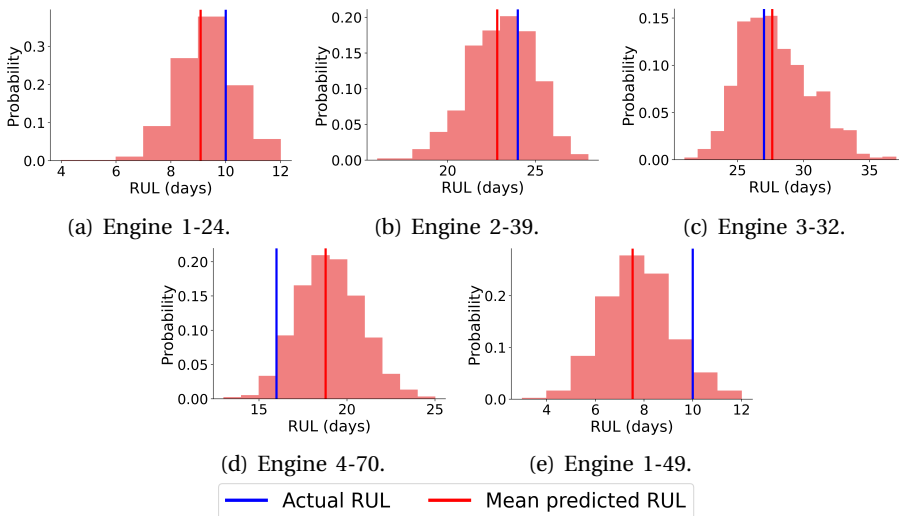 Probability
0.3
0.2
0.1
0.0
4 6 8 10 12
RUL (days)
(a) Engine 1-24.
Probability
0.20
0.15
0.10
0.05
0.00
20 25
RUL (days)
(b) Engine 2-39.
Probability
0.15
0.10
0.05
0.00
25 30 35
RUL (days)
(c) Engine 3-32.
Probability
0.20
0.15
0.10
0.05
0.00
15 20 25
RUL (days)
(d) Engine 4-70.
Probability
0.2
0.1
0.0
4 6 8 10 12
RUL (days)
(e) Engine 1-49.
Actual RUL Mean predicted RUL